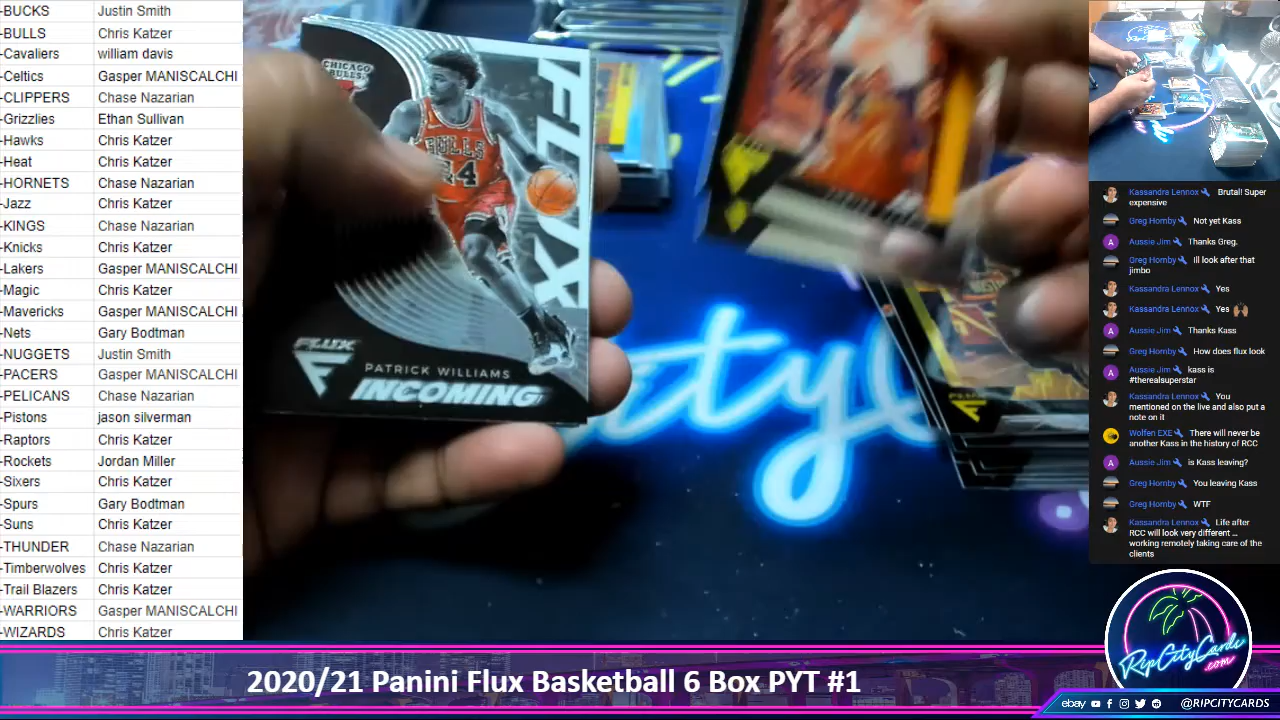 -BUCKS Justin Smith
-BULLS Chris Katzer
-Cavaliers william davis
-Celtics Gasper MANISCALCHI
-CLIPPERS Chase Nazarian
-Grizzlies Ethan Sullivan
-Hawks Chris Katzer
-Heat Chris Katzer
-HORNETS Chase Nazarian
-Jazz Chris Katzer
-KINGS Chase Nazarian
-Knicks Chris Katzer
-Lakers Gasper MANISCALCHI
-Magic Chris Katzer
-Mavericks Gasper MANISCALCHI
-Nets Gary Bodtman
-NUGGETS Justin Smith
-PACERS Gasper MANISCALCHI
-PELICANS Chase Nazarian
-Pistons jason silverman
-Raptors Chris Katzer
-Rockets Jordan Miller
-Sixers Chris Katzer
-Spurs Gary Bodtman
-Suns Chris Katzer
-THUNDER Chase Nazarian
-Timberwolves Chris Katzer
-Trail Blazers Chris Katzer
-WARRIORS Gasper MANISCALCHI
-WIZARDS Chris Katzer
CHICAGO
BULLS
FLUX
BULLS
44
FLUX
PATRICK WILLIAMS
INCOMING
Kassandra Lennox Brutal! Super
expensive
Greg Hornby Not yet Kass
Aussie Jim Thanks Greg.
Greg Hornby Ill look after that
jimbo
Kassandra Lennox Yes
Kassandra Lennox Yes
Aussie Jim Thanks Kass
Greg Hornby How does flux look
Aussie Jim kass is
#therealsuperstar
Kassandra Lennox You
mentioned on the live and also put a
note on it
Wolfen EXE There will never be
another Kass in the history of RCC
Aussie Jim is Kass leaving?
Greg Hornby You leaving Kass
Greg Hornby WTF
Kassandra Lennox Life after
RCC will look very different ...
working remotely taking care of the
clients
RipCityCards
.com
2020/21 Panini Flux Basketball 6 Box PYT #1
ebay @RIPCITYCARDS